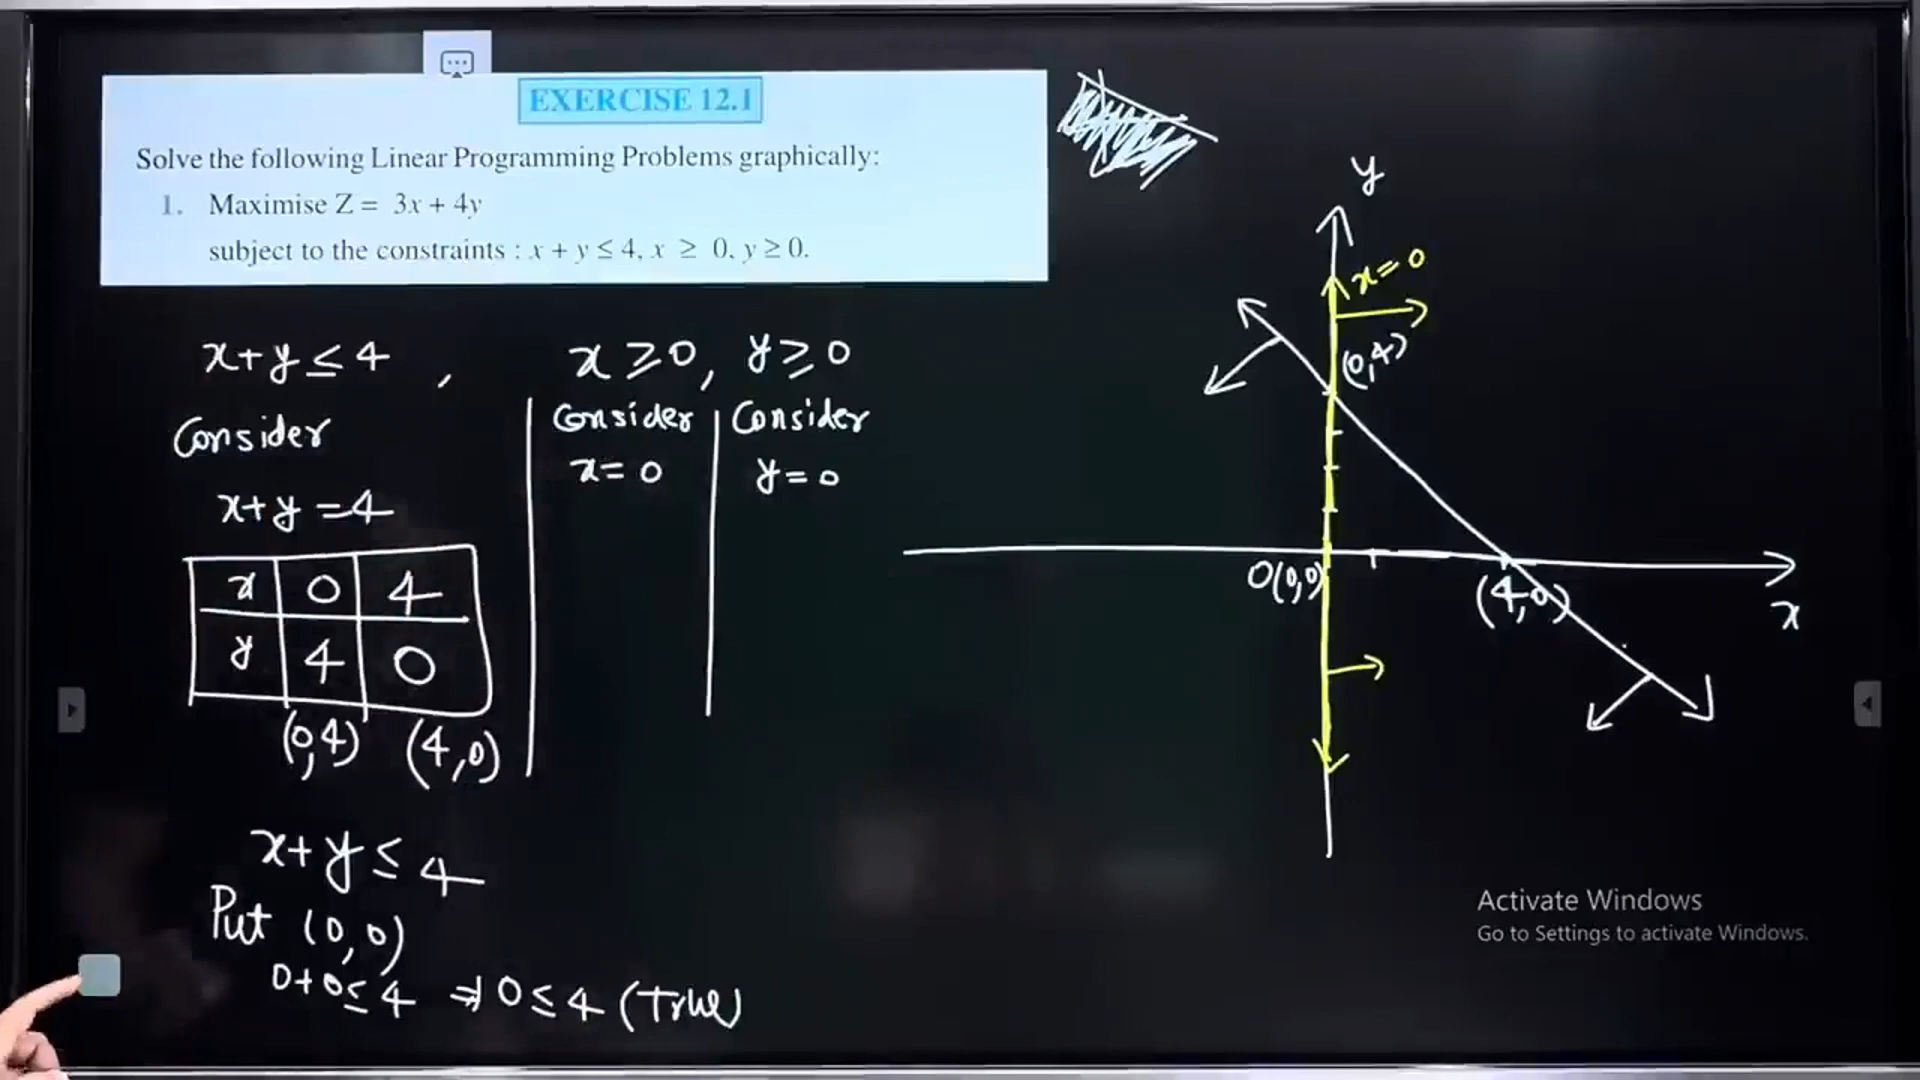 EXERCISE 12.1
Solve the following Linear Programming Problems graphically:
1. Maximise Z = 3x + 4y
subject to the constraints : x + y ≤ 4, x ≥ 0, y ≥ 0.
x+y ≤ 4 , x ≥ 0, y ≥ 0
Consider
x+y = 4
x 0 4
y 4 0
(0,4) (4,0)
Consider
x = 0
Consider
y = 0
x+y ≤ 4
Put (0,0)
0+0 ≤ 4 ⇒ 0 ≤ 4 (True)
y
x=0
(0,4)
O(0,0)
(4,0)
x
Activate Windows
Go to Settings to activate Windows.